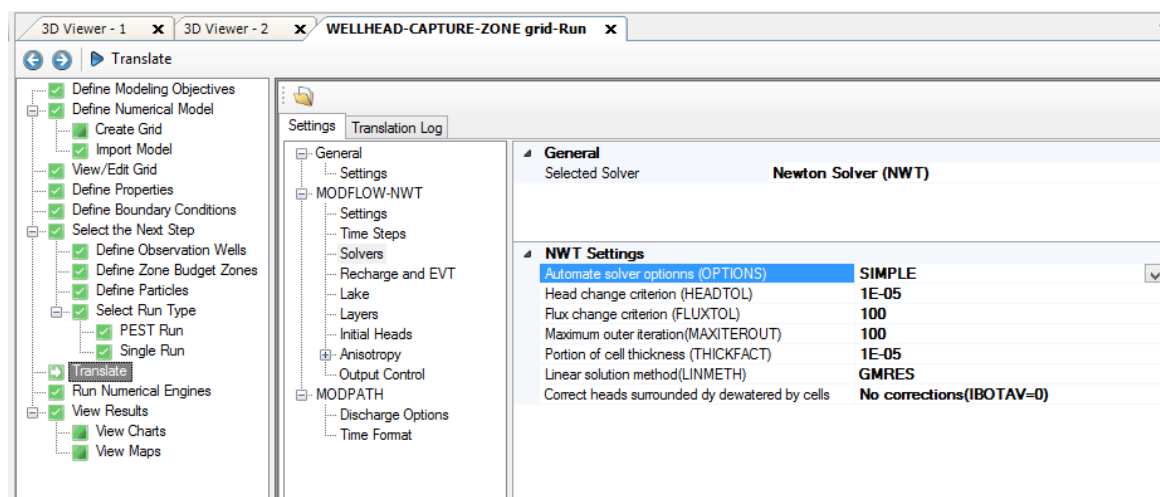 3D Viewer - 1 x 3D Viewer - 2 x WELLHEAD-CAPTURE-ZONE grid-Run x
Translate
Define Modeling Objectives
Define Numerical Model
Create Grid
Import Model
View/Edit Grid
Define Properties
Define Boundary Conditions
Select the Next Step
Define Observation Wells
Define Zone Budget Zones
Define Particles
Select Run Type
PEST Run
Single Run
Translate
Run Numerical Engines
View Results
View Charts
View Maps
Settings Translation Log
General
Settings
MODFLOW-NWT
Settings
Time Steps
Solvers
Recharge and EVT
Lake
Layers
Initial Heads
Anisotropy
Output Control
MODPATH
Discharge Options
Time Format
General
Selected Solver Newton Solver (NWT)
NWT Settings
Automate solver optionns (OPTIONS) SIMPLE
Head change criterion (HEADTOL) 1E-05
Flux change criterion (FLUXTOL) 100
Maximum outer iteration(MAXITEROUT) 100
Portion of cell thickness (THICKFACT) 1E-05
Linear solution method(LINMETH) GMRES
Correct heads surrounded dy dewatered by cells No corrections(IBOTAV=0)